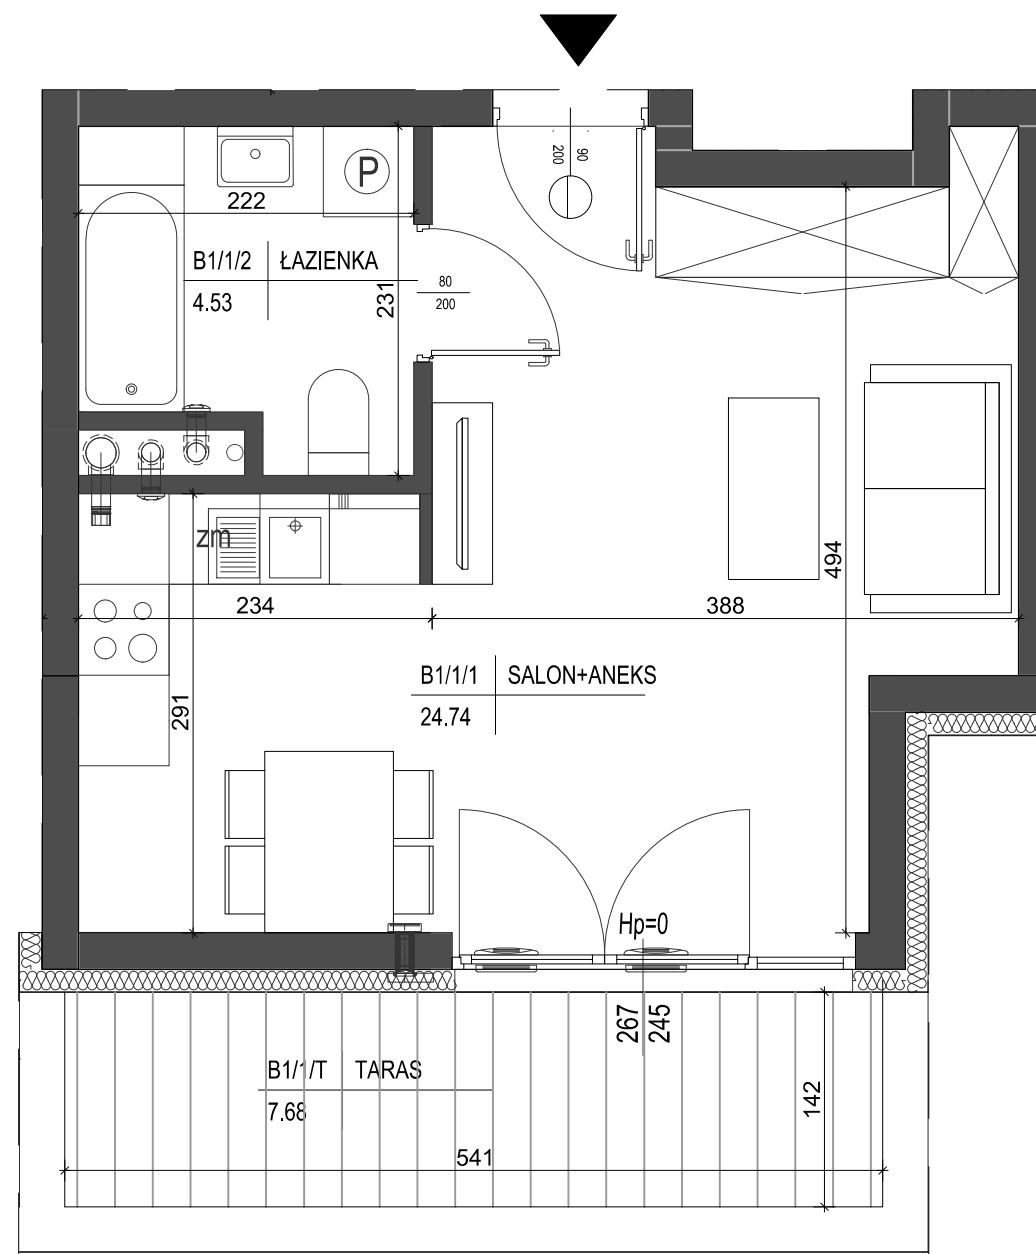 90
200
P
222
B1/1/2 ŁAZIENKA
4.53
231
80
200
zm
494
234
388
B1/1/1 SALON+ANEKS
24.74
291
Hp=0
267
245
B1/1/T TARAS
7.68
142
541